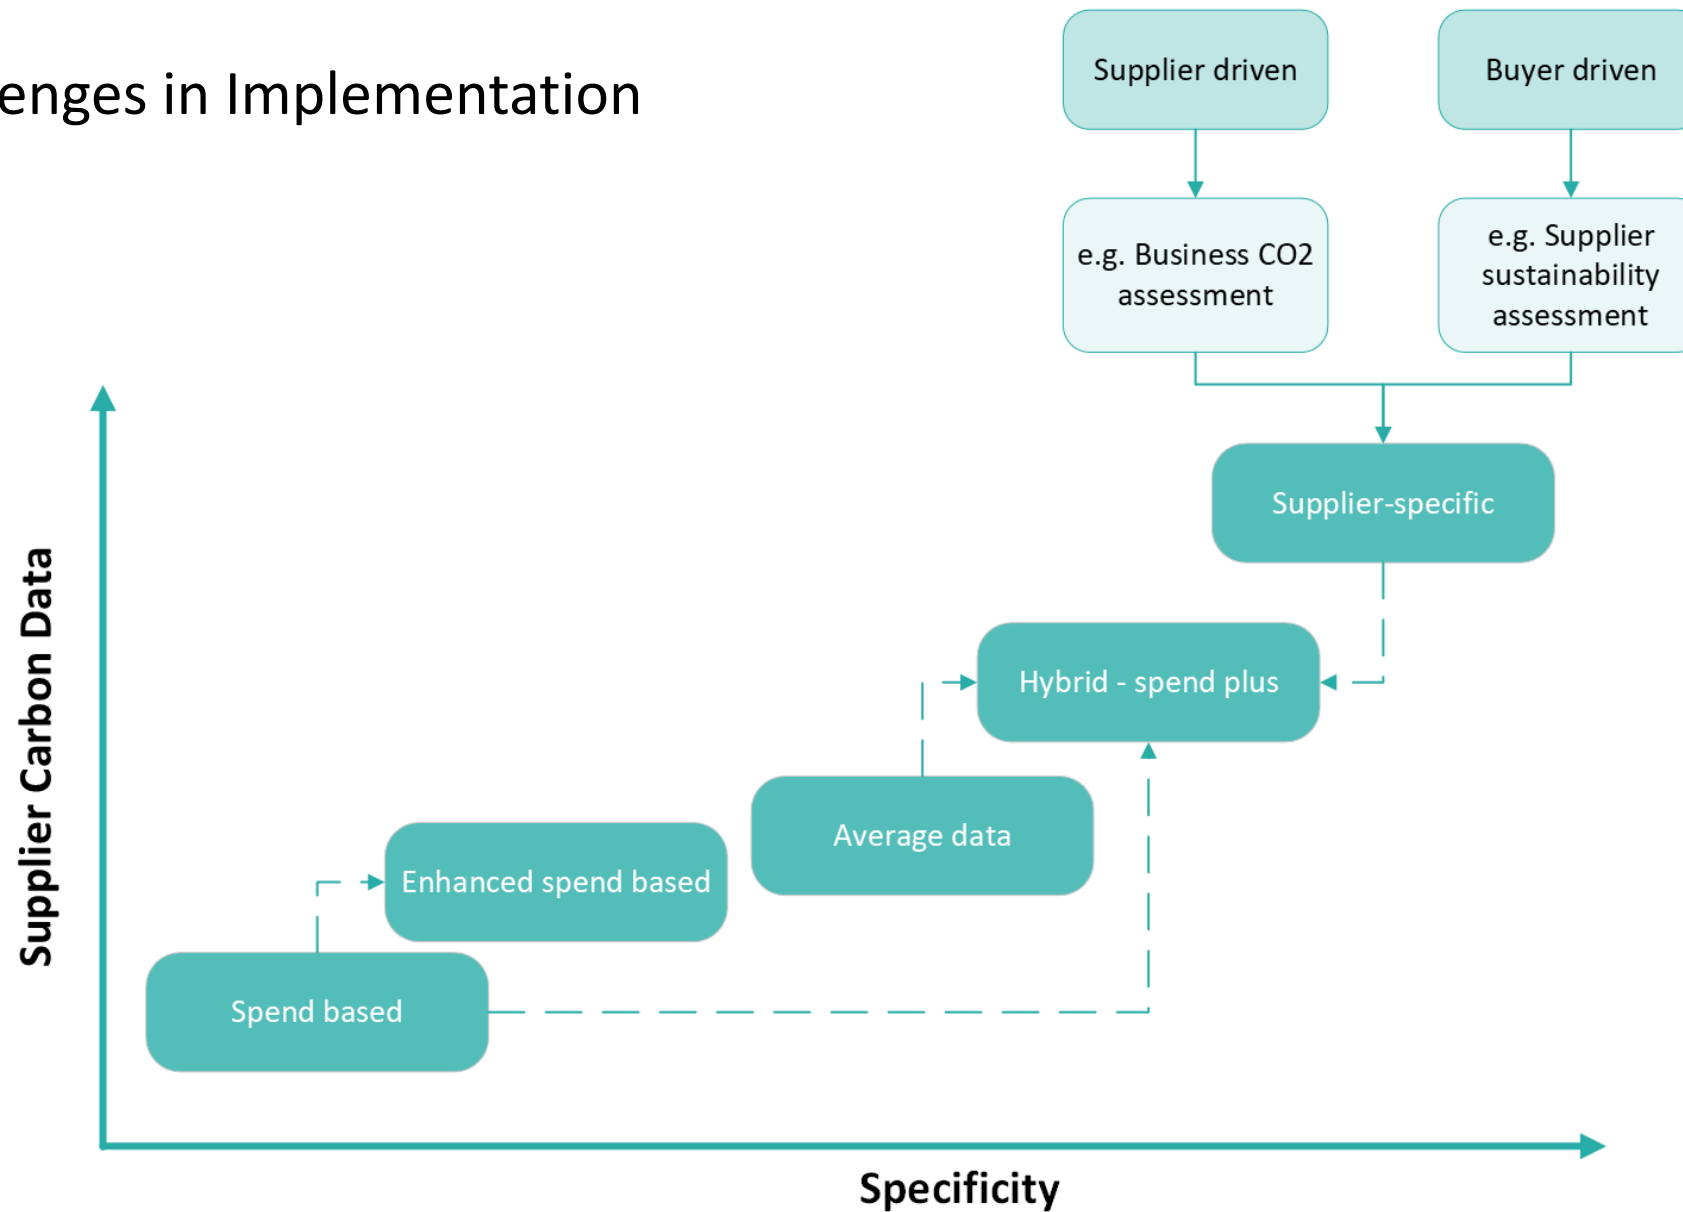 enges in Implementation
Supplier driven
Buyer driven
e.g. Business CO2
assessment
e.g. Supplier
sustainability
assessment
Supplier-specific
Hybrid - spend plus
Average data
Enhanced spend based
Spend based
Supplier Carbon Data
Specificity